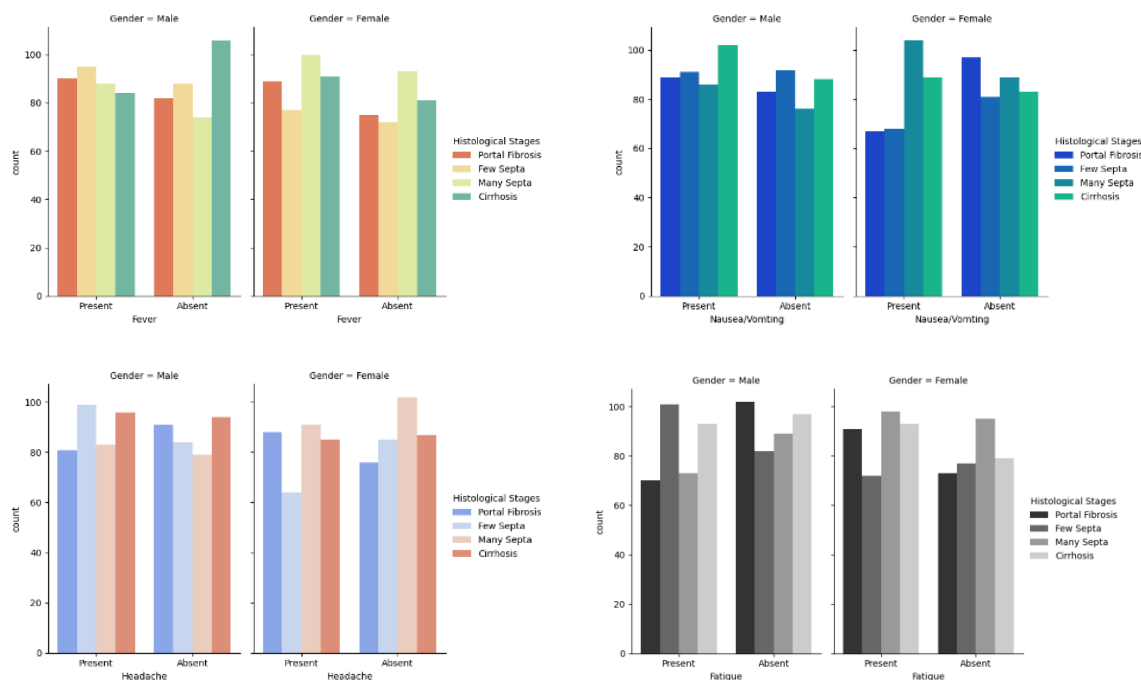 Gender = Male
Gender = Female
100
80
60
40
20
0
count
Present
Absent
Fever
Present
Absent
Fever
Histological Stages
Portal Fibrosis
Few Septa
Many Septa
Cirrhosis
Gender = Male
Gender = Female
100
80
60
40
20
0
count
Present
Absent
Nausea/Vomting
Present
Absent
Nausea/Vomting
Histological Stages
Portal Fibrosis
Few Septa
Many Septa
Cirrhosis
Gender = Male
Gender = Female
100
80
60
40
20
0
count
Present
Absent
Headache
Present
Absent
Headache
Histological Stages
Portal Fibrosis
Few Septa
Many Septa
Cirrhosis
Gender = Male
Gender = Female
100
80
60
40
20
0
count
Present
Absent
Fatigue
Present
Absent
Fatigue
Histological Stages
Portal Fibrosis
Few Septa
Many Septa
Cirrhosis